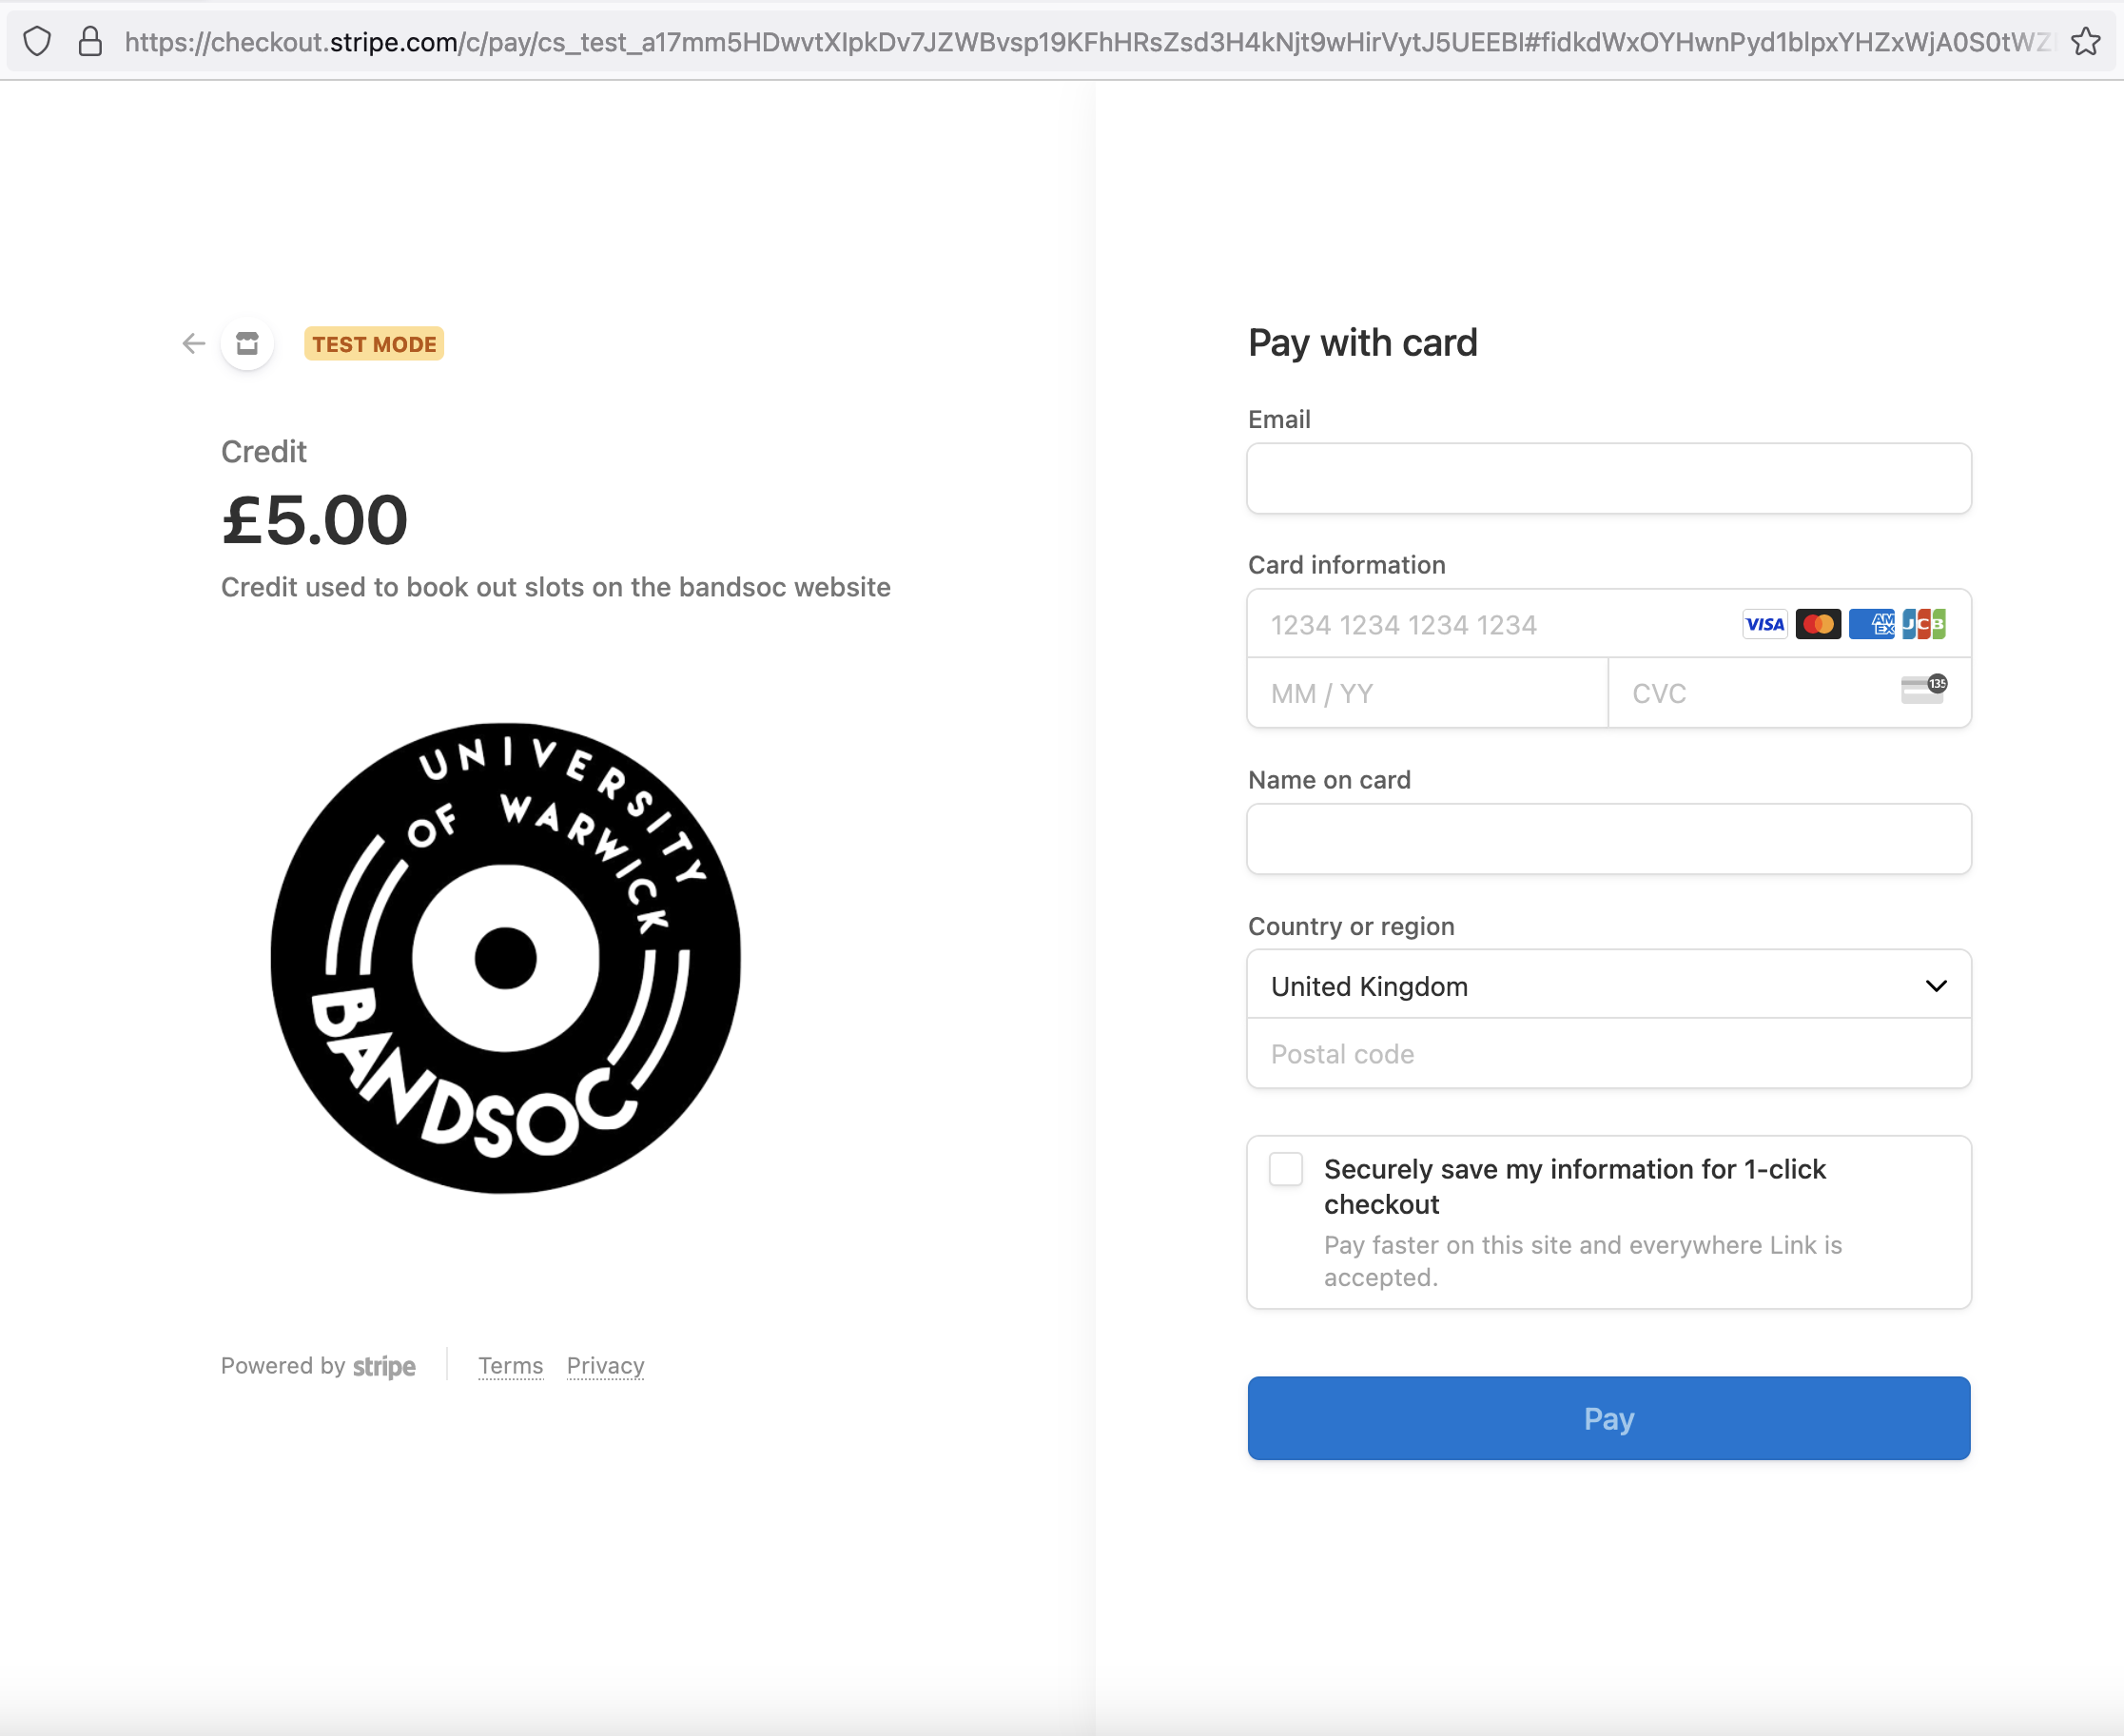 https://checkout.stripe.com/c/pay/cs_test_a17mm5HDwvtXIpkDv7JZWBvsp19KFhHRsZsd3H4kNjt9wHirVytJ5UEEBI#fidkdWxOYHwnPyd1blpxYHZxWjA0S0tWZ
TEST MODE
Credit
£5.00
Credit used to book out slots on the bandsoc website
UNIVERSITY
OF WARWICK
BANDSOC
Powered by stripe
Terms Privacy
Pay with card
Email
Card information
1234 1234 1234 1234
VISA
AM
EX
JCB
MM / YY
CVC
135
Name on card
Country or region
United Kingdom
Postal code
Securely save my information for 1-click
checkout
Pay faster on this site and everywhere Link is
accepted.
Pay